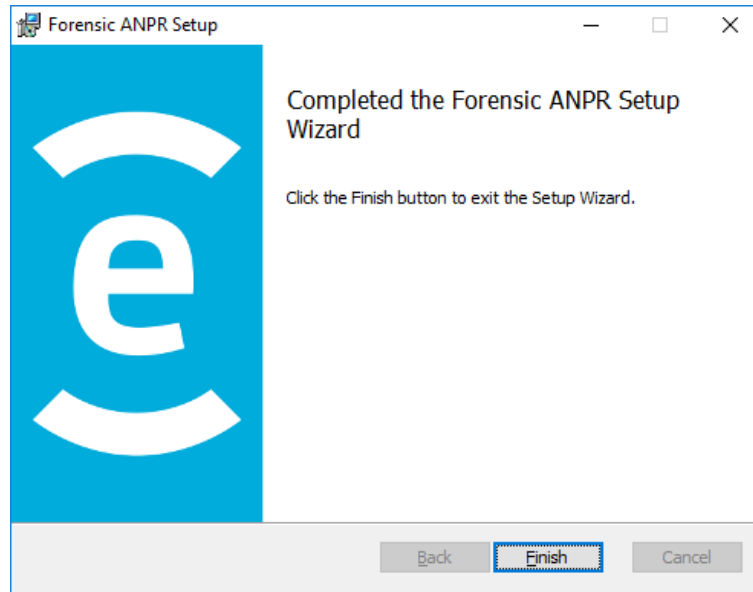 Forensic ANPR Setup
Completed the Forensic ANPR Setup
Wizard
Click the Finish button to exit the Setup Wizard.
e
Back
Finish
Cancel